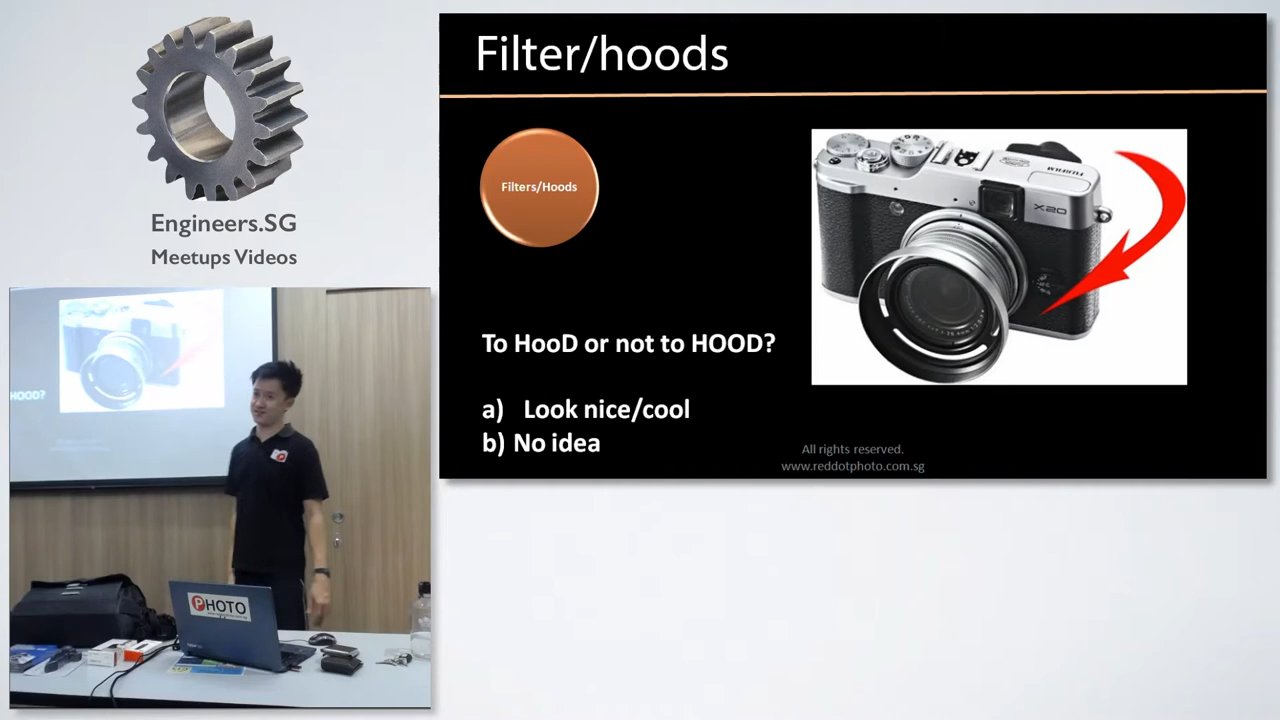 Engineers.SG
Meetups Videos
Filter/hoods
Filters/Hoods
FUJIFILM
X20
To HooD or not to HOOD?
a) Look nice/cool
b) No idea
All rights reserved.
www.reddotphoto.com.sg
HOOD?
PHOTO